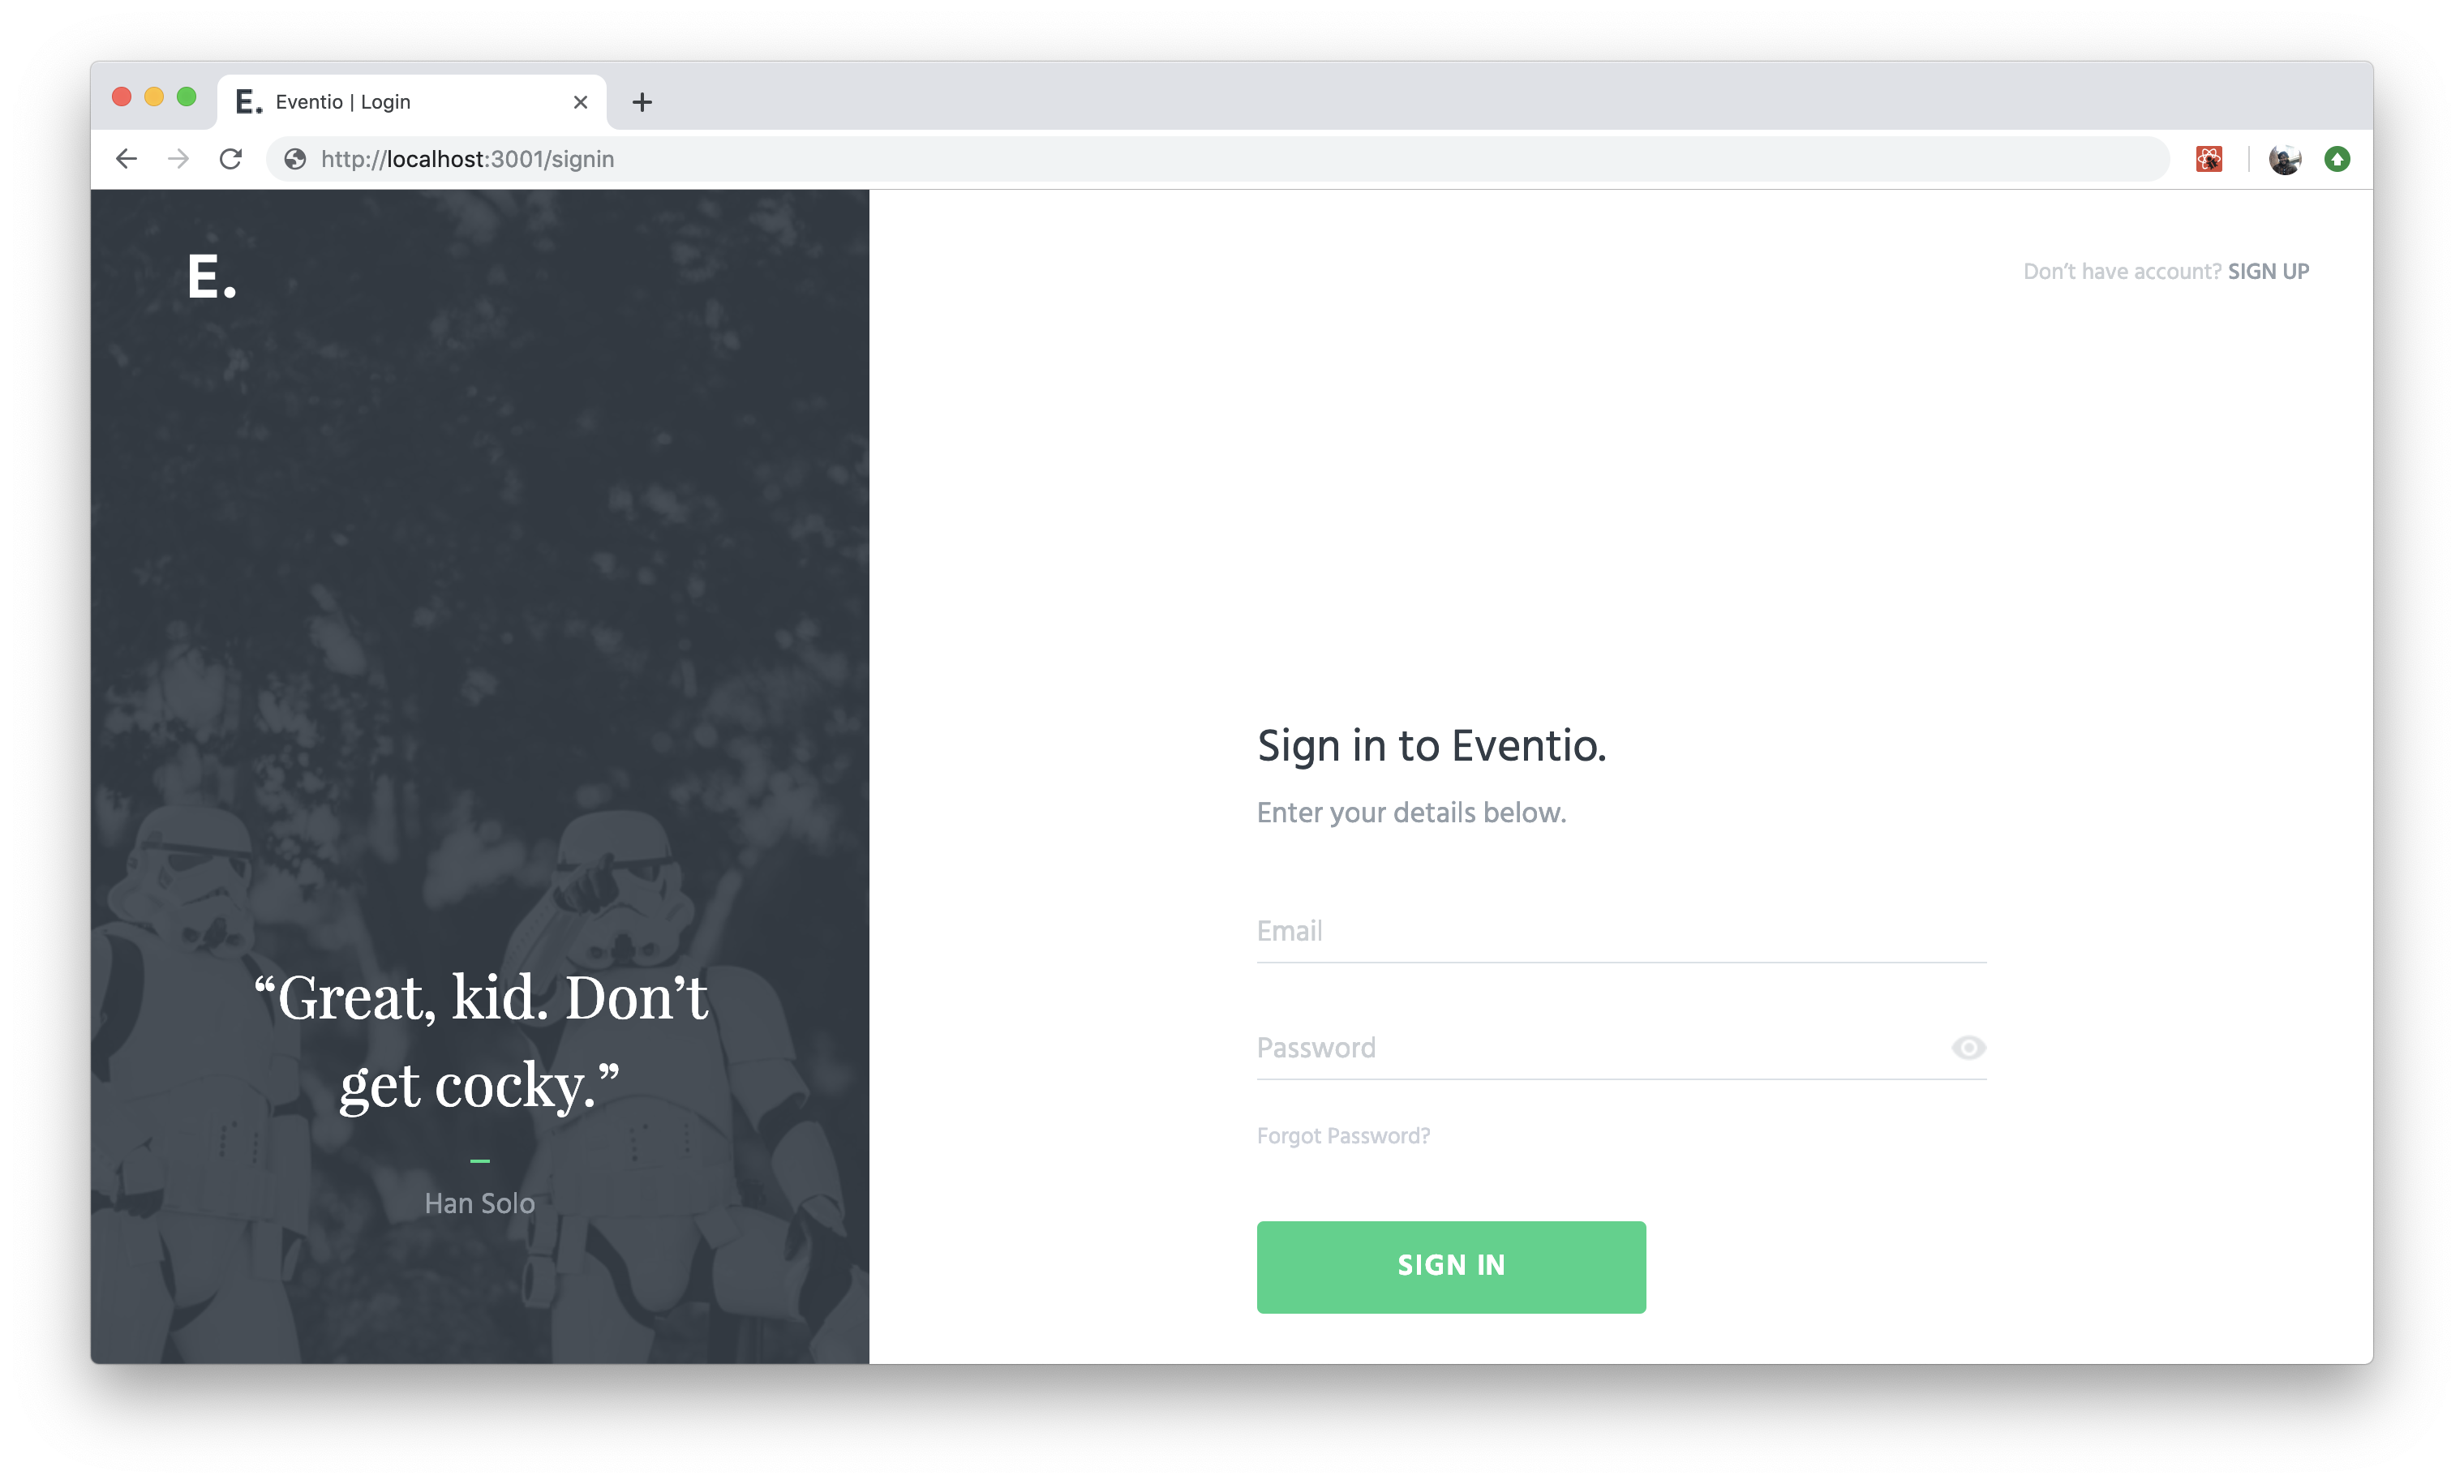 E. Eventio | Login
http://localhost:3001/signin
E.
Don’t have account? SIGN UP
Sign in to Eventio.
Enter your details below.
Email
Password
Forgot Password?
SIGN IN
“Great, kid. Don’t
get cocky.”
Han Solo